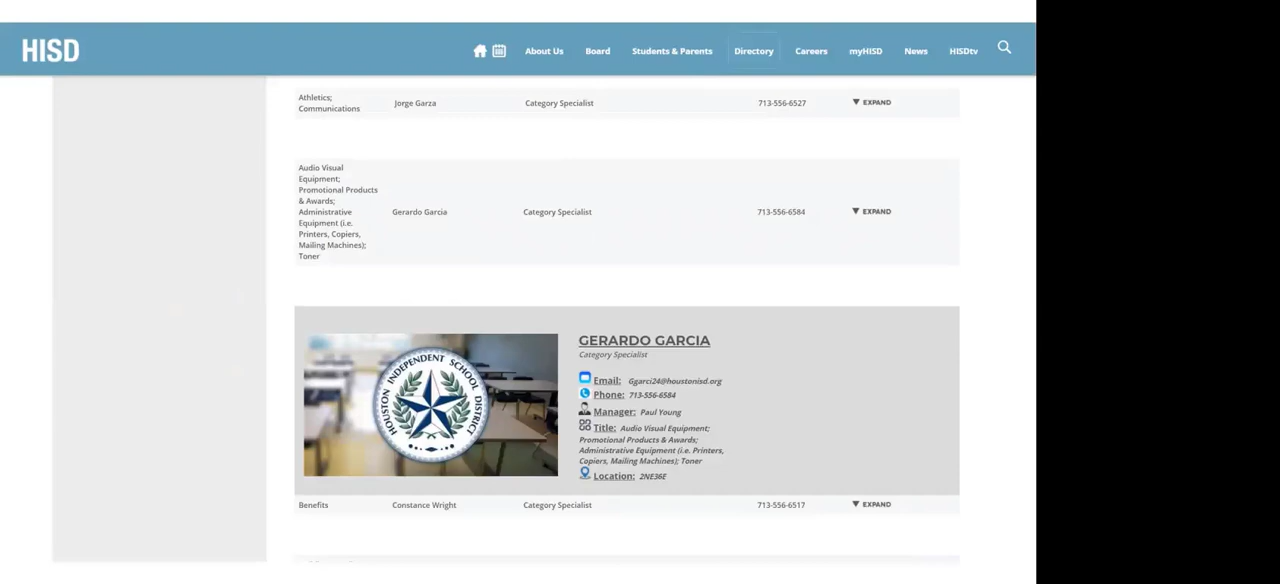 HISD
About Us Board Students & Parents Directory Careers myHISD News HISDtv
Athletics;
Communications
Jorge Garza Category Specialist 713-556-6527 ▼ EXPAND
Audio Visual
Equipment;
Promotional Products
& Awards;
Administrative
Equipment (i.e.
Printers, Copiers,
Mailing Machines);
Toner
Gerardo Garcia Category Specialist 713-556-6584 ▼ EXPAND
HOUSTON INDEPENDENT SCHOOL DISTRICT
GERARDO GARCIA
Category Specialist
Email: Ggarci24@houstonisd.org
Phone: 713-556-6584
Manager: Paul Young
Title: Audio Visual Equipment;
Promotional Products & Awards;
Administrative Equipment (i.e. Printers,
Copiers, Mailing Machines); Toner
Location: 2NE36E
Benefits Constance Wright Category Specialist 713-556-6517 ▼ EXPAND